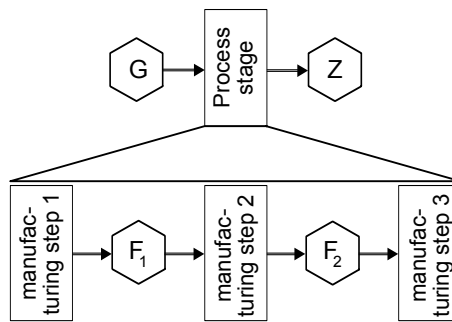 G
Process
stage
Z
manufac-
turing step 1
F1
manufac-
turing step 2
F2
manufac-
turing step 3